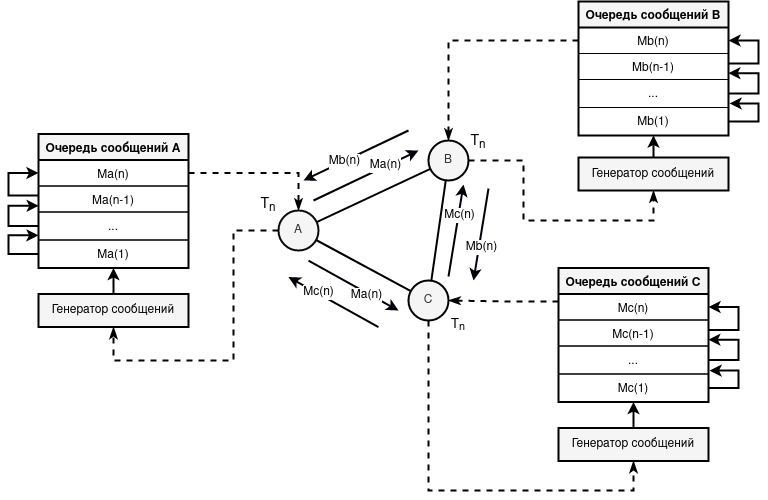 Очередь сообщений B
Mb(n)
Mb(n-1)
...
Mb(1)
Генератор сообщений
Очередь сообщений A
Ma(n)
Ma(n-1)
...
Ma(1)
Генератор сообщений
Mb(n)
Ma(n)
Tn
B
Tn
A
Mc(n)
Mb(n)
Mc(n)
Ma(n)
C
Tn
Очередь сообщений C
Mc(n)
Mc(n-1)
...
Mc(1)
Генератор сообщений